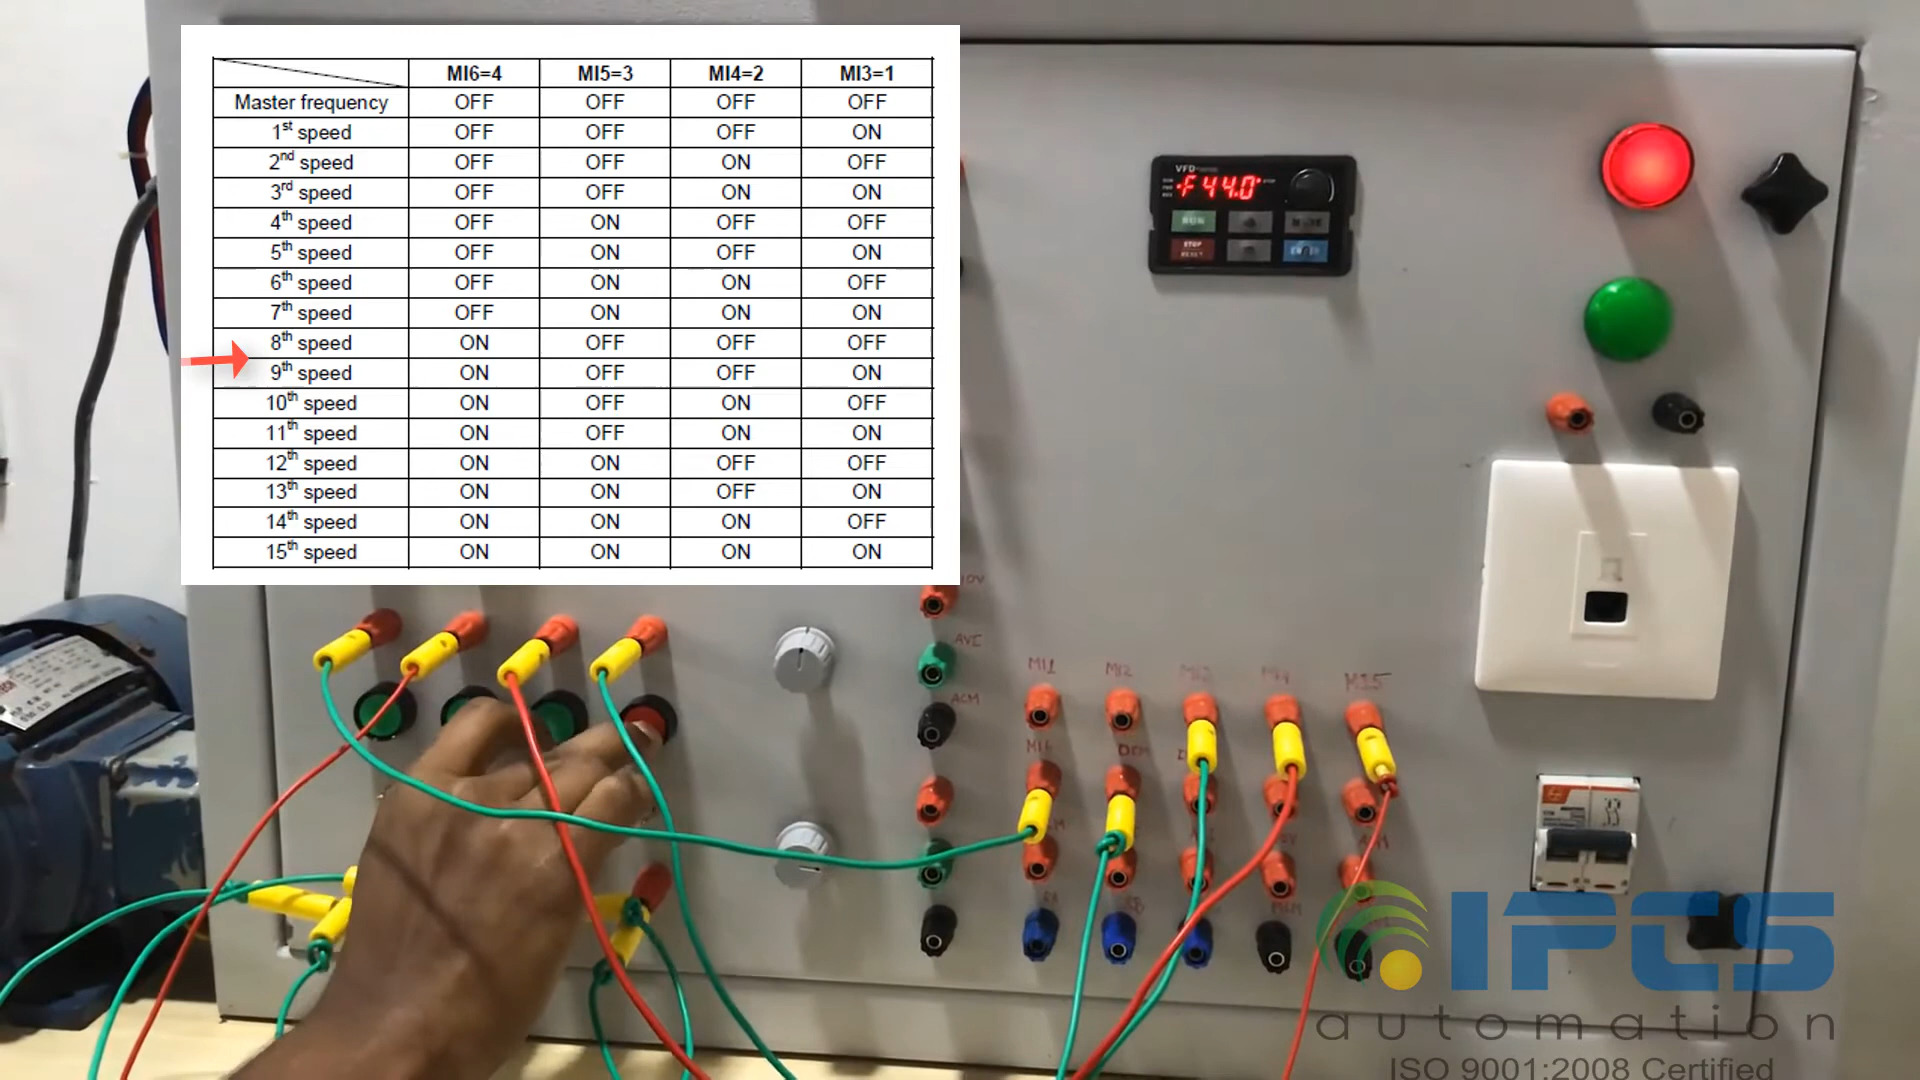 MI6=4 MI5=3 MI4=2 MI3=1
Master frequency OFF OFF OFF OFF
1st speed OFF OFF OFF ON
2nd speed OFF OFF ON OFF
3rd speed OFF OFF ON ON
4th speed OFF ON OFF OFF
5th speed OFF ON OFF ON
6th speed OFF ON ON OFF
7th speed OFF ON ON ON
8th speed ON OFF OFF OFF
9th speed ON OFF OFF ON
10th speed ON OFF ON OFF
11th speed ON OFF ON ON
12th speed ON ON OFF OFF
13th speed ON ON OFF ON
14th speed ON ON ON OFF
15th speed ON ON ON ON
VFD
F44.0
RUN
STOP
RESET
10V
AVI
ACM
MI1 MI2 MI3 MI4 MI5
MI6
IPCS
automation
ISO 9001:2008 Certified